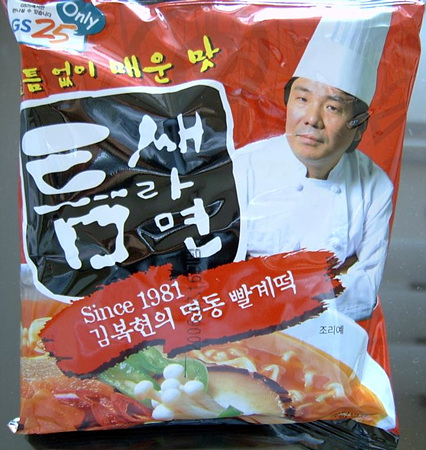 Only
GS25
틈 없이 매운 맛
틈새라면
Since 1981
김복현의 명동 빨계떡
조리예